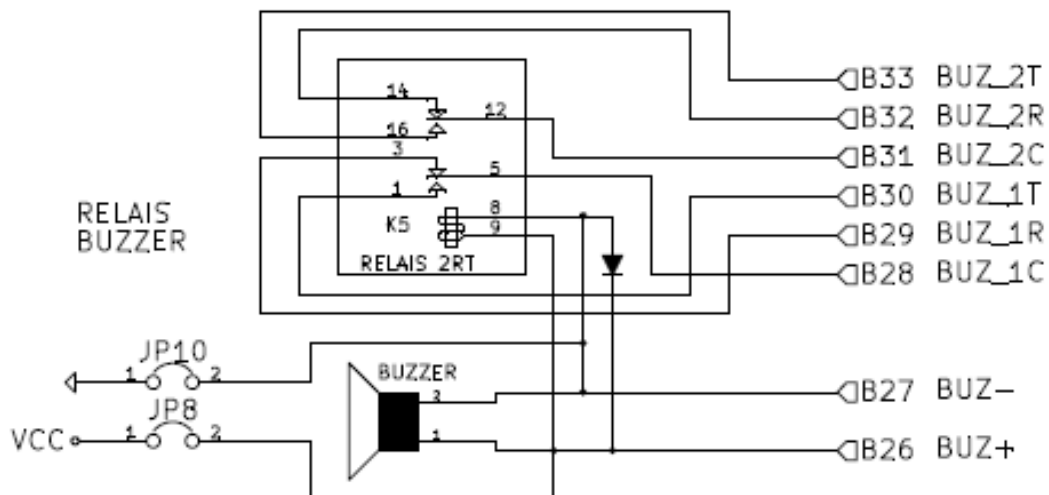 B33 BUZ_2T
14
12
B32 BUZ_2R
16
3
B31 BUZ_2C
5
1
B30 BUZ_1T
RELAIS
BUZZER
K5
8
9
B29 BUZ_1R
RELAIS 2RT
B28 BUZ_1C
JP10
1 2
BUZZER
2
B27 BUZ-
JP8
VCC 1 2
1
B26 BUZ+